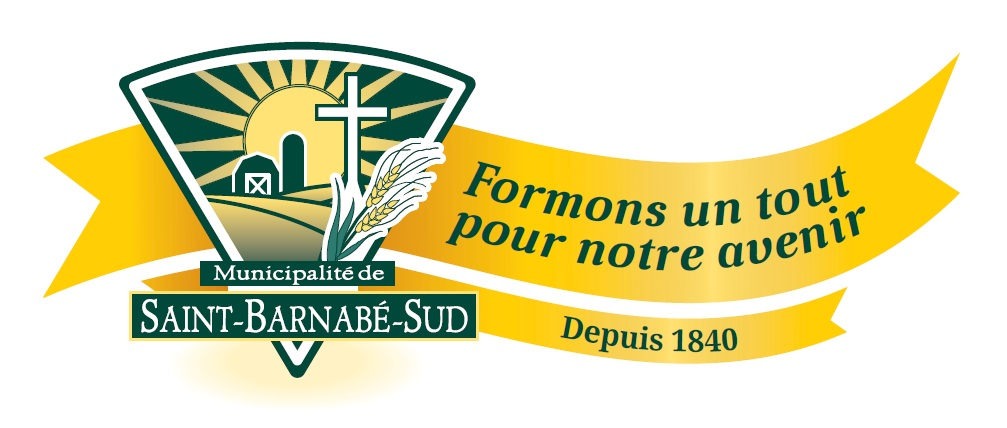 Formons un tout
pour notre avenir
Municipalité de
SAINT-BARNABÉ-SUD
Depuis 1840